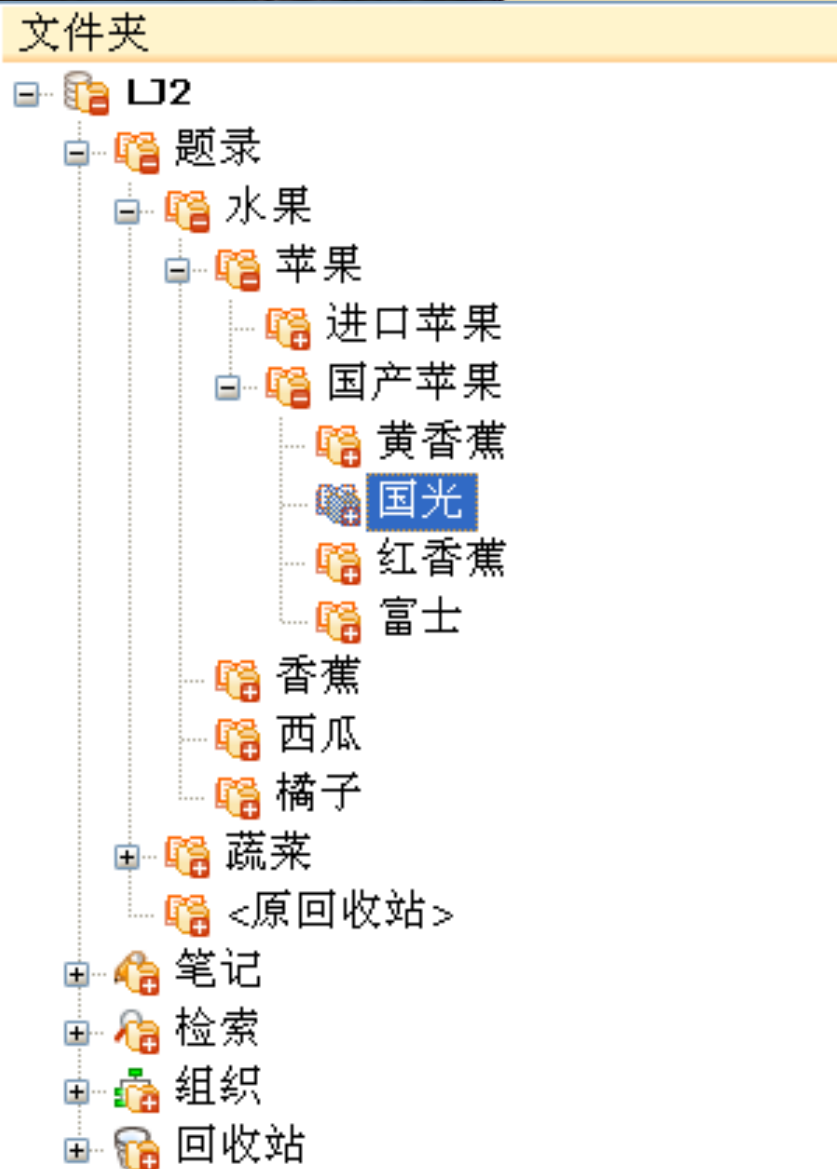 文件夹
LJ2
题录
水果
苹果
进口苹果
国产苹果
黄香蕉
国光
红香蕉
富士
香蕉
西瓜
橘子
蔬菜
<原回收站>
笔记
检索
组织
回收站